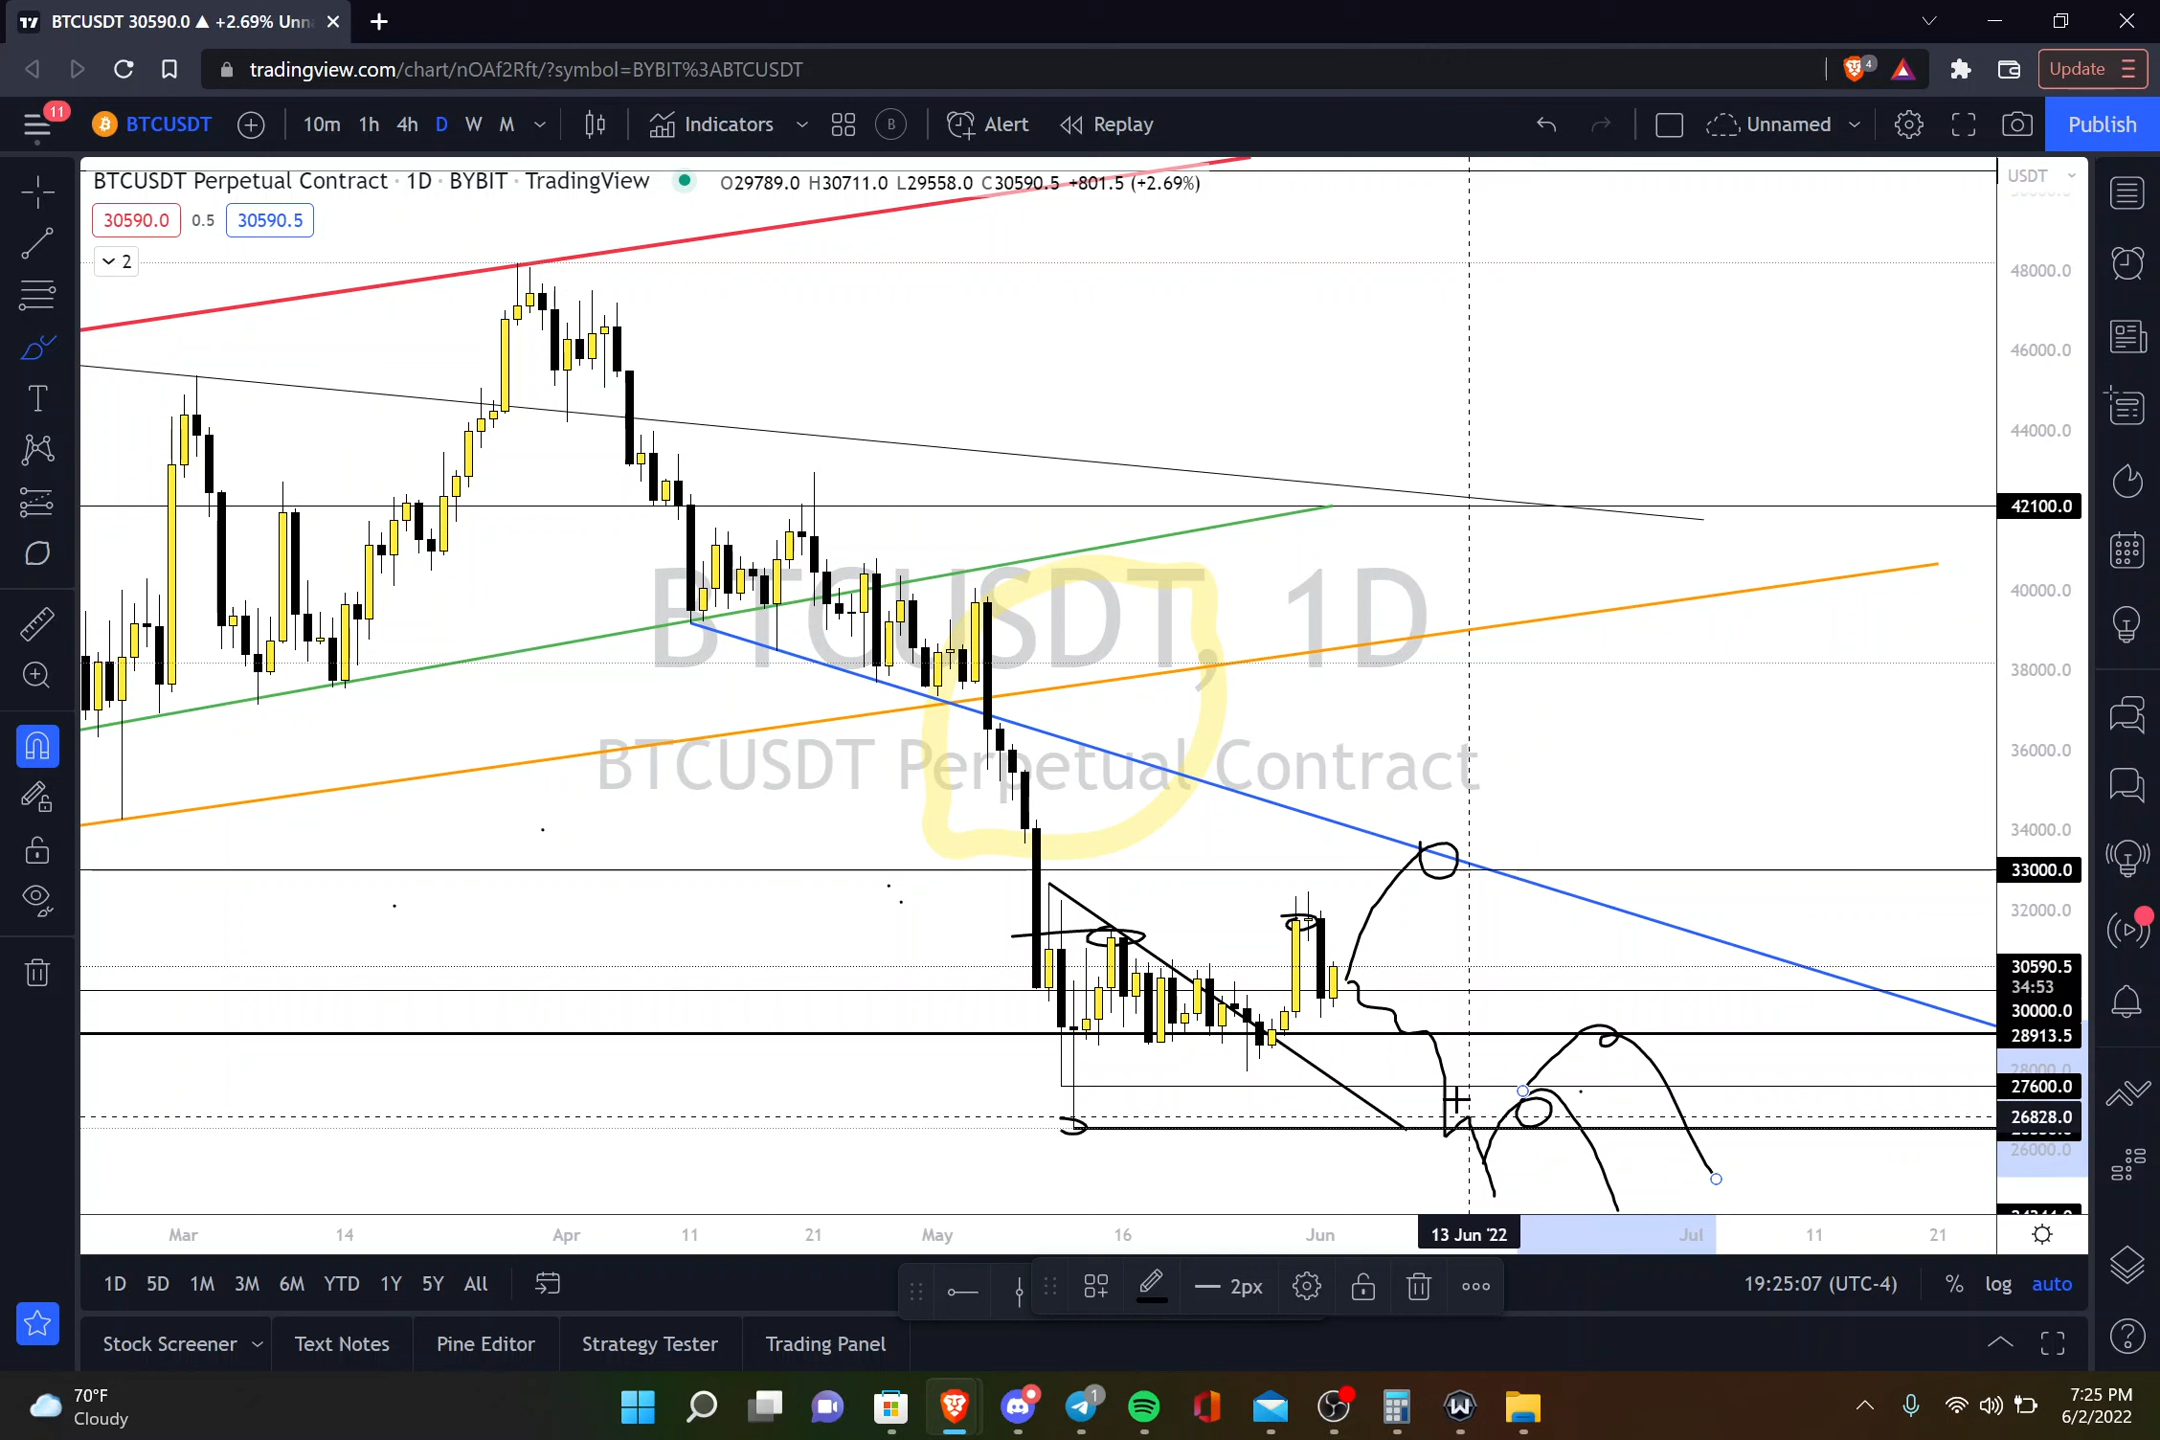 BTCUSDT 30590.0 ▲ +2.69% Unn
tradingview.com/chart/nOAf2Rft/?symbol=BYBIT%3ABTCUSDT
4
Update
11
BTCUSDT
10m 1h 4h D W M
Indicators
B
Alert
Replay
Unnamed
Publish
BTCUSDT Perpetual Contract · 1D · BYBIT · TradingView
O29789.0 H30711.0 L29558.0 C30590.5 +801.5 (+2.69%)
USDT
30590.0 0.5 30590.5
2
48000.0
46000.0
44000.0
42100.0
40000.0
38000.0
36000.0
34000.0
33000.0
32000.0
30590.5
34:53
30000.0
28913.5
28000.0
27600.0
26828.0
26000.0
BTCUSDT, 1D
BTCUSDT Perpetual Contract
Mar 14 Apr 11 21 May 16 Jun 13 Jun '22 Jul 11 21
1D 5D 1M 3M 6M YTD 1Y 5Y All
2px
19:25:07 (UTC-4)
% log auto
Stock Screener Text Notes Pine Editor Strategy Tester Trading Panel
70°F
Cloudy
1
7:25 PM
6/2/2022